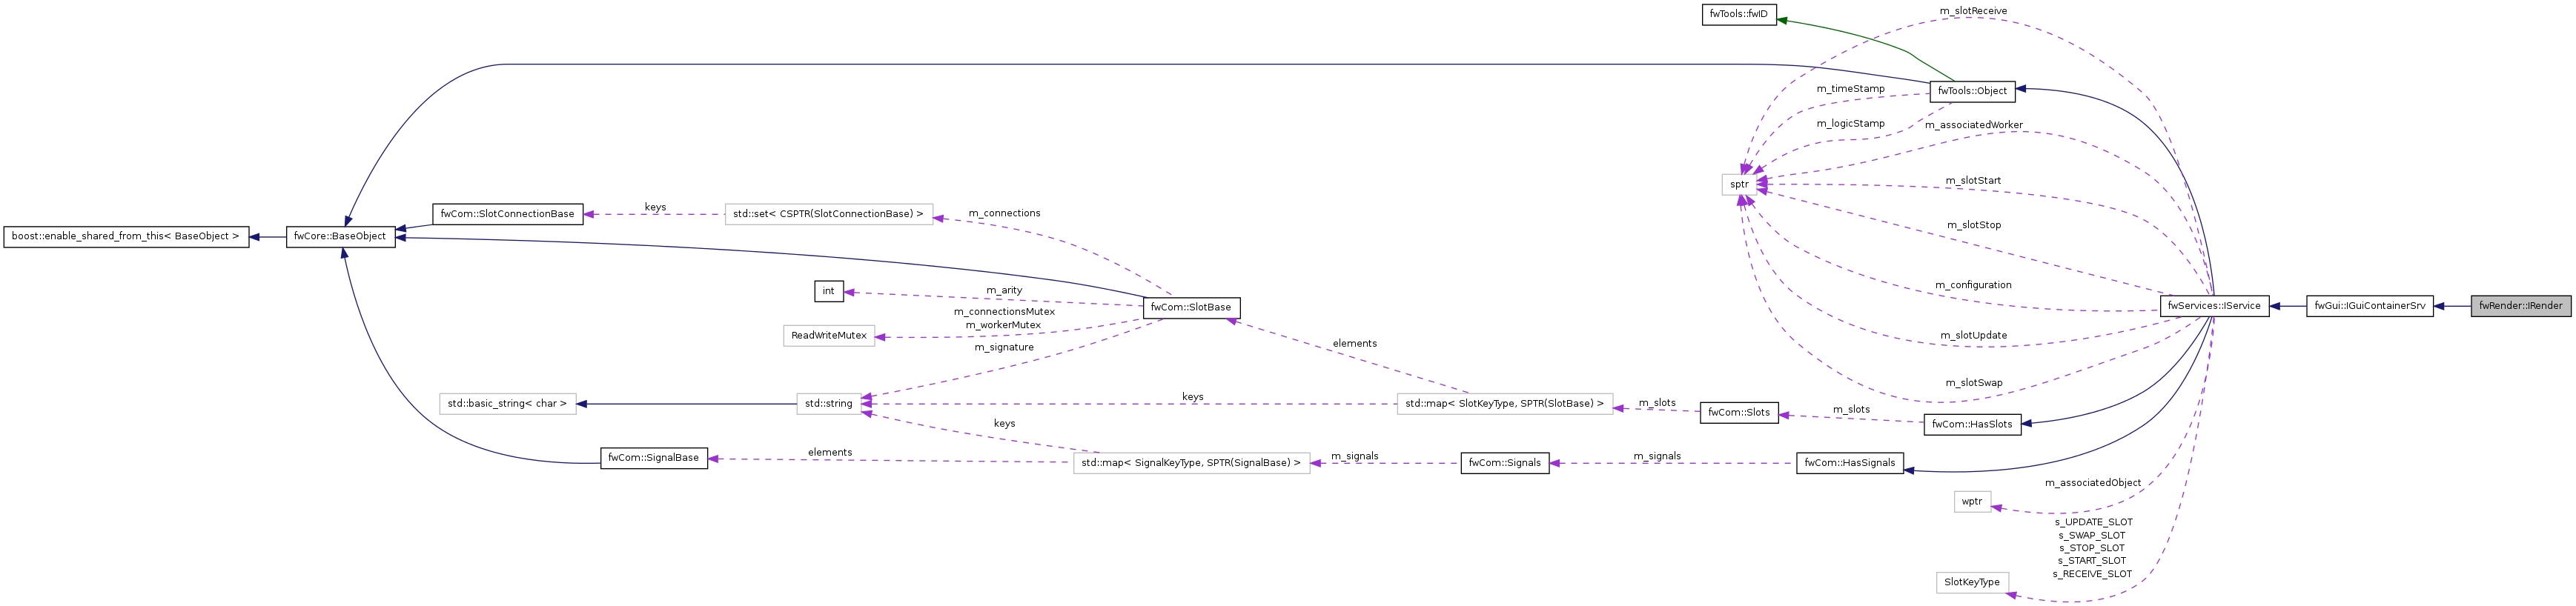 m_slotReceive
fwTools::fwID
m_timeStamp
fwTools::Object
m_logicStamp
m_associatedWorker
sptr
m_slotStart
keys
fwCom::SlotConnectionBase
std::set< CSPTR(SlotConnectionBase) >
m_connections
m_slotStop
boost::enable_shared_from_this< BaseObject >
fwCore::BaseObject
int
m_arity
m_configuration
fwCom::SlotBase
fwServices::IService
fwGui::IGuiContainerSrv
fwRender::IRender
m_connectionsMutex
m_workerMutex
ReadWriteMutex
m_signature
elements
m_slotUpdate
m_slotSwap
std::basic_string< char >
std::string
keys
std::map< SlotKeyType, SPTR(SlotBase) >
m_slots
fwCom::Slots
m_slots
fwCom::HasSlots
keys
fwCom::SignalBase
elements
std::map< SignalKeyType, SPTR(SignalBase) >
m_signals
fwCom::Signals
m_signals
fwCom::HasSignals
m_associatedObject
wptr
s_UPDATE_SLOT
s_SWAP_SLOT
s_STOP_SLOT
s_START_SLOT
s_RECEIVE_SLOT
SlotKeyType